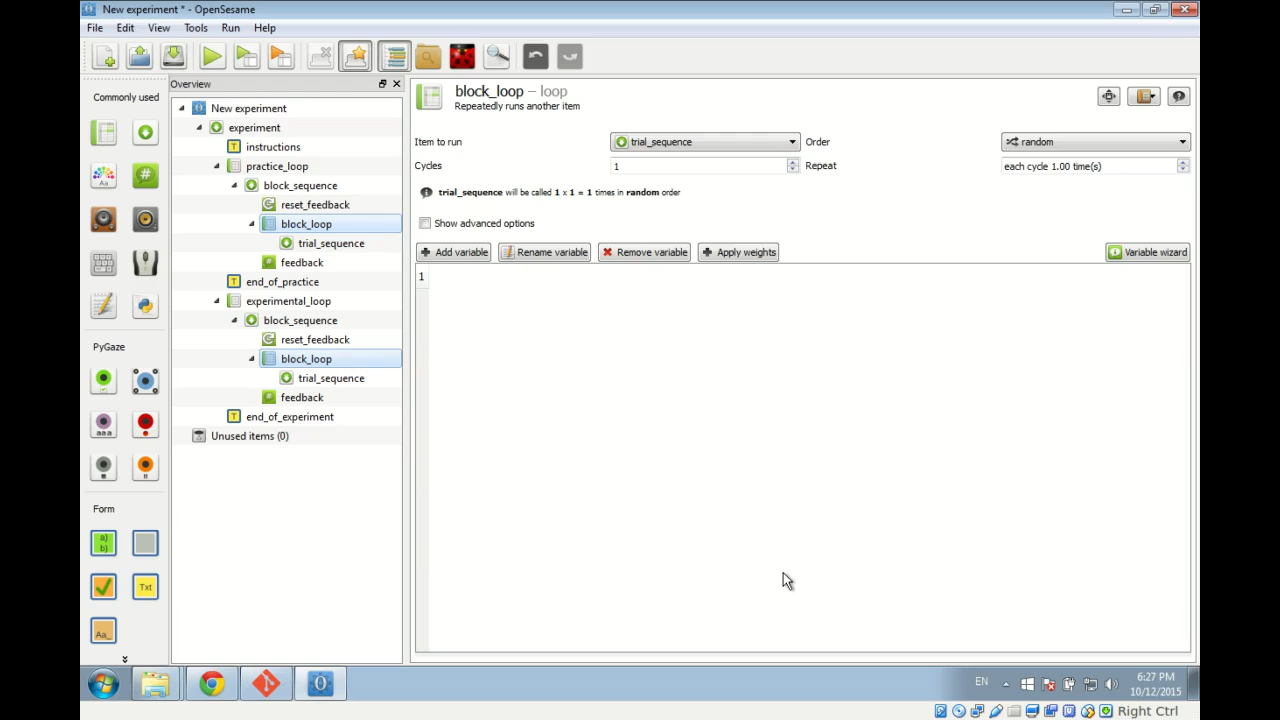 New experiment * - OpenSesame
File Edit View Tools Run Help
Commonly used
PyGaze
aaa
Form
a)
b)
Txt
Aa_
Overview
New experiment
experiment
instructions
practice_loop
block_sequence
reset_feedback
block_loop
trial_sequence
feedback
end_of_practice
experimental_loop
block_sequence
reset_feedback
block_loop
trial_sequence
feedback
end_of_experiment
Unused items (0)
block_loop – loop
Repeatedly runs another item
Item to run trial_sequence Order random
Cycles 1 Repeat each cycle 1.00 time(s)
trial_sequence will be called 1 x 1 = 1 times in random order
Show advanced options
Add variable Rename variable Remove variable Apply weights Variable wizard
1
EN 6:27 PM
10/12/2015
Right Ctrl